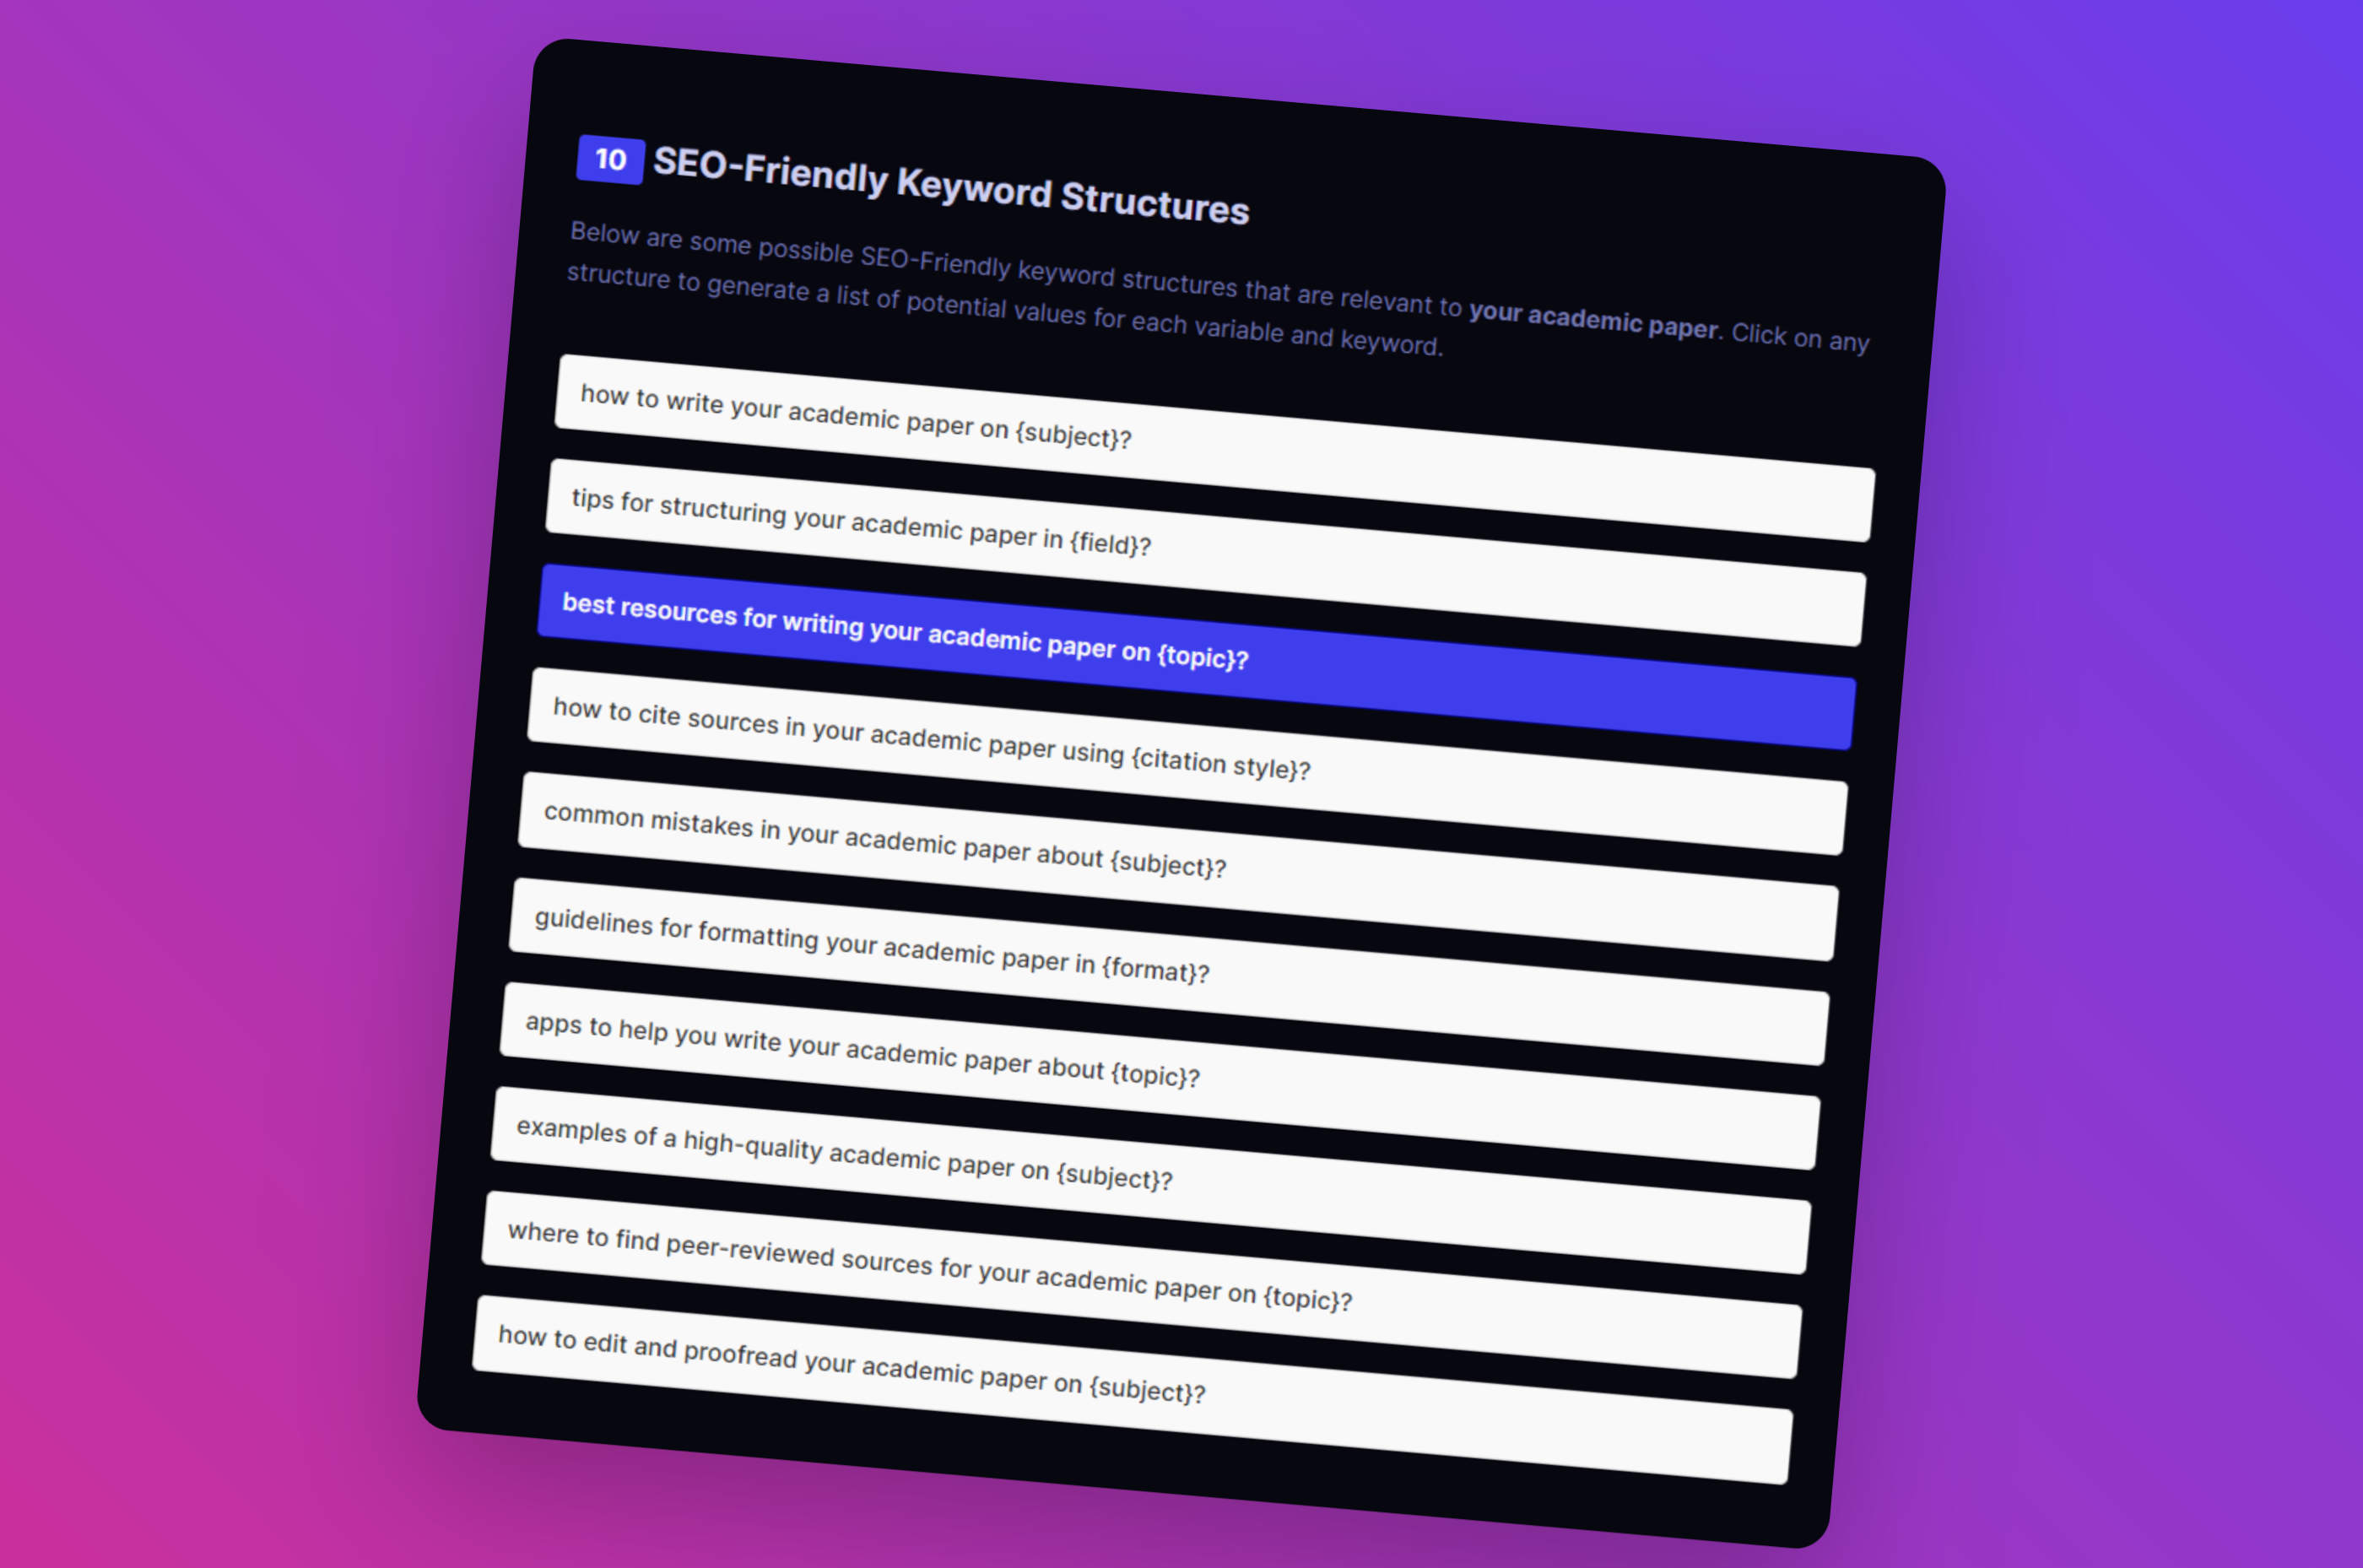 10 SEO-Friendly Keyword Structures
Below are some possible SEO-Friendly keyword structures that are relevant to your academic paper. Click on any
structure to generate a list of potential values for each variable and keyword.
how to write your academic paper on {subject}?
tips for structuring your academic paper in {field}?
best resources for writing your academic paper on {topic}?
how to cite sources in your academic paper using {citation style}?
common mistakes in your academic paper about {subject}?
guidelines for formatting your academic paper in {format}?
apps to help you write your academic paper about {topic}?
examples of a high-quality academic paper on {subject}?
where to find peer-reviewed sources for your academic paper on {topic}?
how to edit and proofread your academic paper on {subject}?